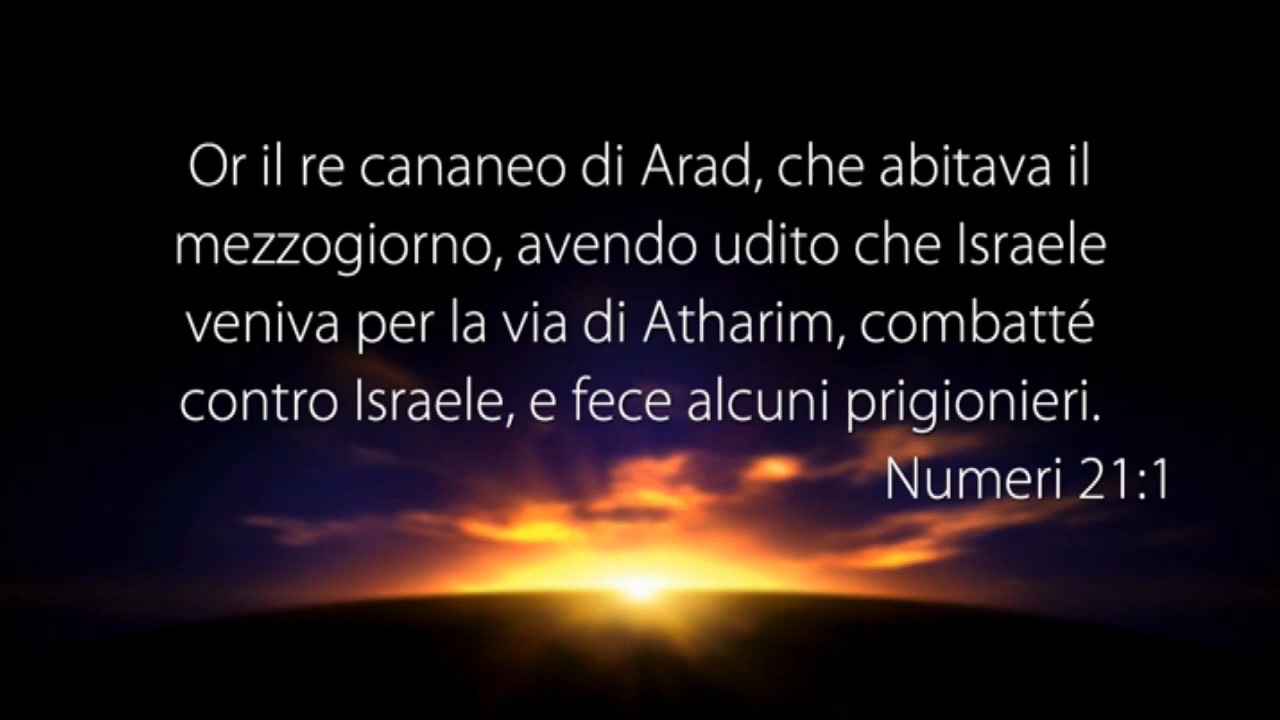 Or il re cananeo di Arad, che abitava il
mezzogiorno, avendo udito che Israele
veniva per la via di Atharim, combatté
contro Israele, e fece alcuni prigionieri.
Numeri 21:1